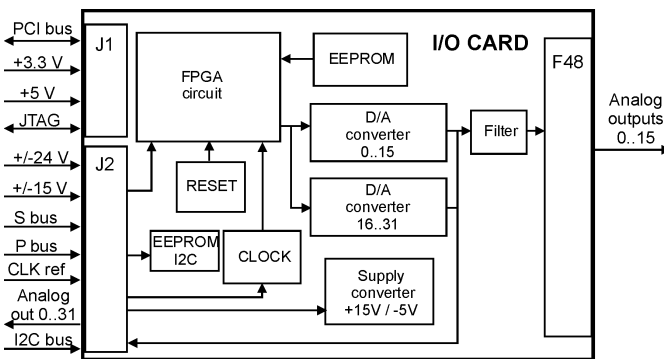 PCI bus
+3.3 V
+5 V
JTAG
+/-24 V
+/-15 V
S bus
P bus
CLK ref
Analog
out 0..31
I2C bus
J1
J2
FPGA
circuit
EEPROM
I/O CARD
RESET
EEPROM
I2C
CLOCK
D/A
converter
0..15
D/A
converter
16..31
Supply
converter
+15V / -5V
Filter
F48
Analog
outputs
0..15